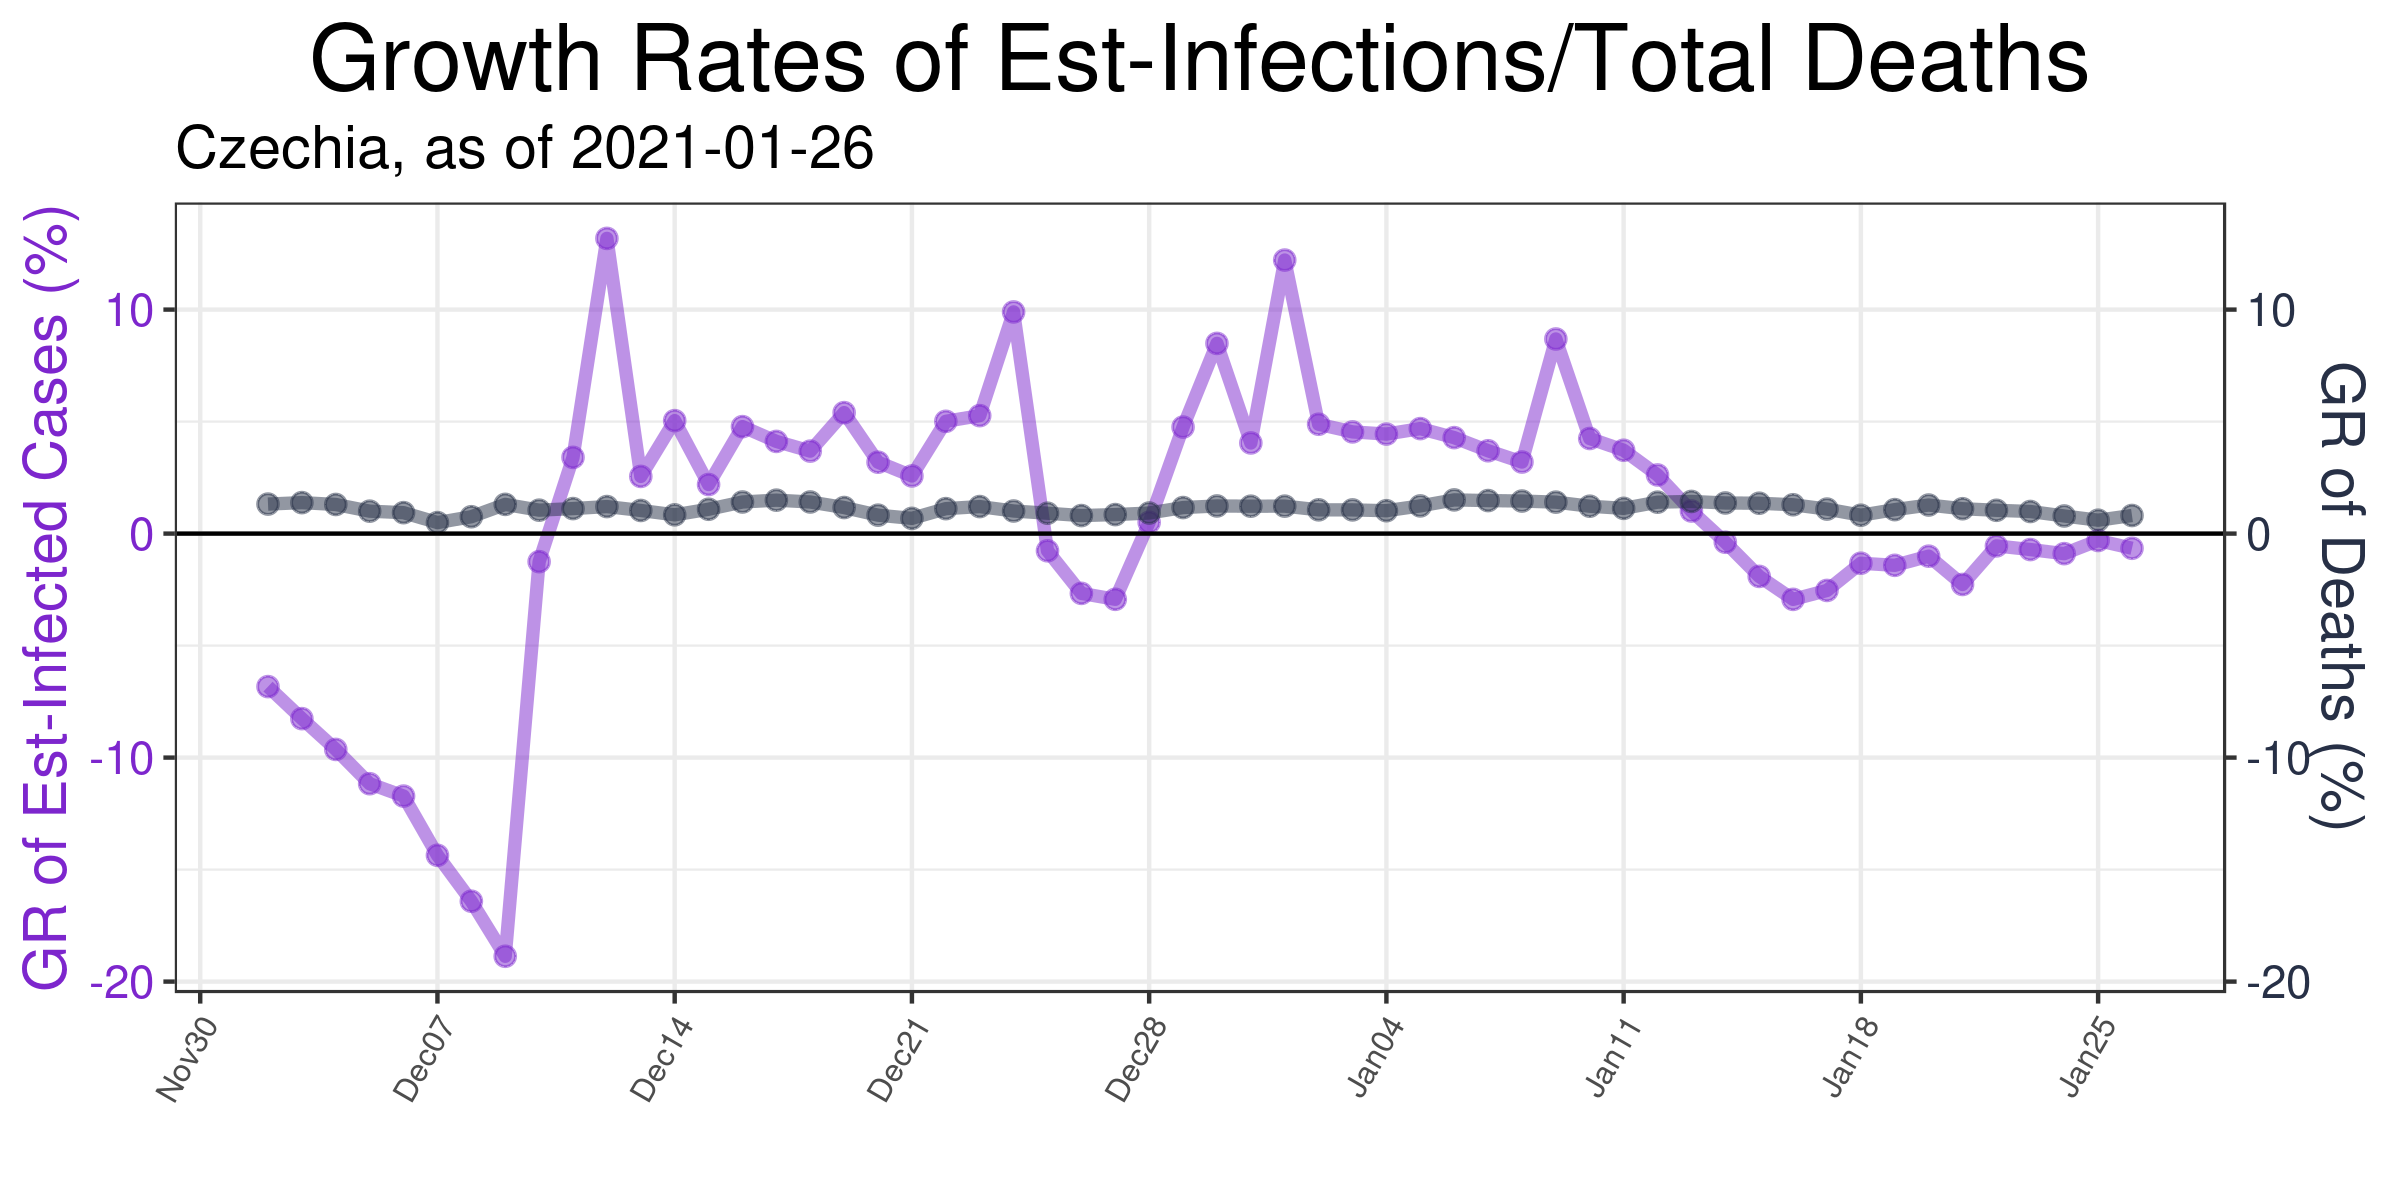 Growth Rates of Est-Infections/Total Deaths
Czechia, as of 2021-01-26
GR of Est-Infected Cases (%)
10
0
-10
-20
10
0
-10
-20
GR of Deaths (%)
Nov30
Dec07
Dec14
Dec21
Dec28
Jan04
Jan11
Jan18
Jan25